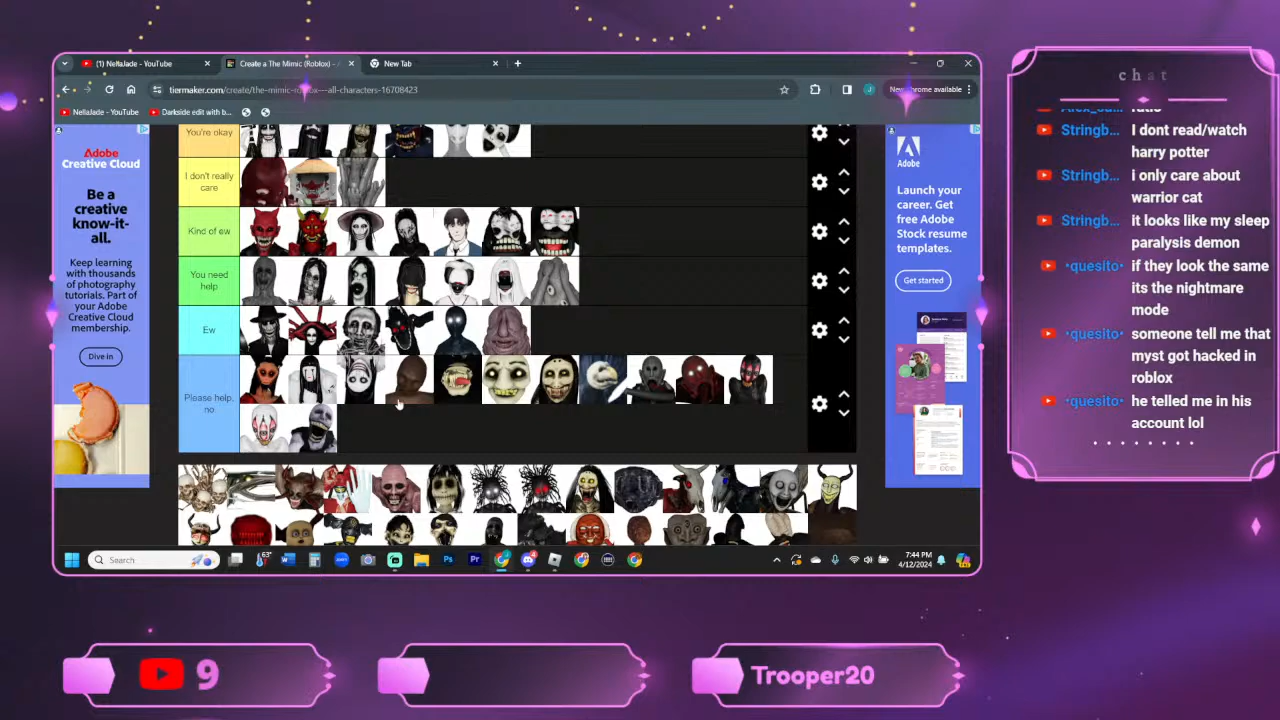 (1) NellaJade - YouTube
Create a The Mimic (Roblox) -
New Tab
tiermaker.com/create/the-mimic-roblox---all-characters-16708423
New Chrome available
NellaJade - YouTube
Darkside edit with b...
Adobe
Creative Cloud
Be a
creative
know-it-
all.
Keep learning
with thousands
of photography
tutorials. Part of
your Adobe
Creative Cloud
membership.
Dive in
You're okay
I don't really
care
Kind of ew
You need
help
Ew
Please help,
no
Adobe
Launch your
career. Get
free Adobe
Stock resume
templates.
Get started
Search
63°
7:44 PM
4/12/2024
chat
Stringb... I dont read/watch
harry potter
Stringb... i only care about
warrior cat
Stringb... it looks like my sleep
paralysis demon
•quesito• if they look the same
its the nightmare
mode
•quesito• someone tell me that
myst got hacked in
roblox
•quesito• he told me in his
account lol
9
Trooper20